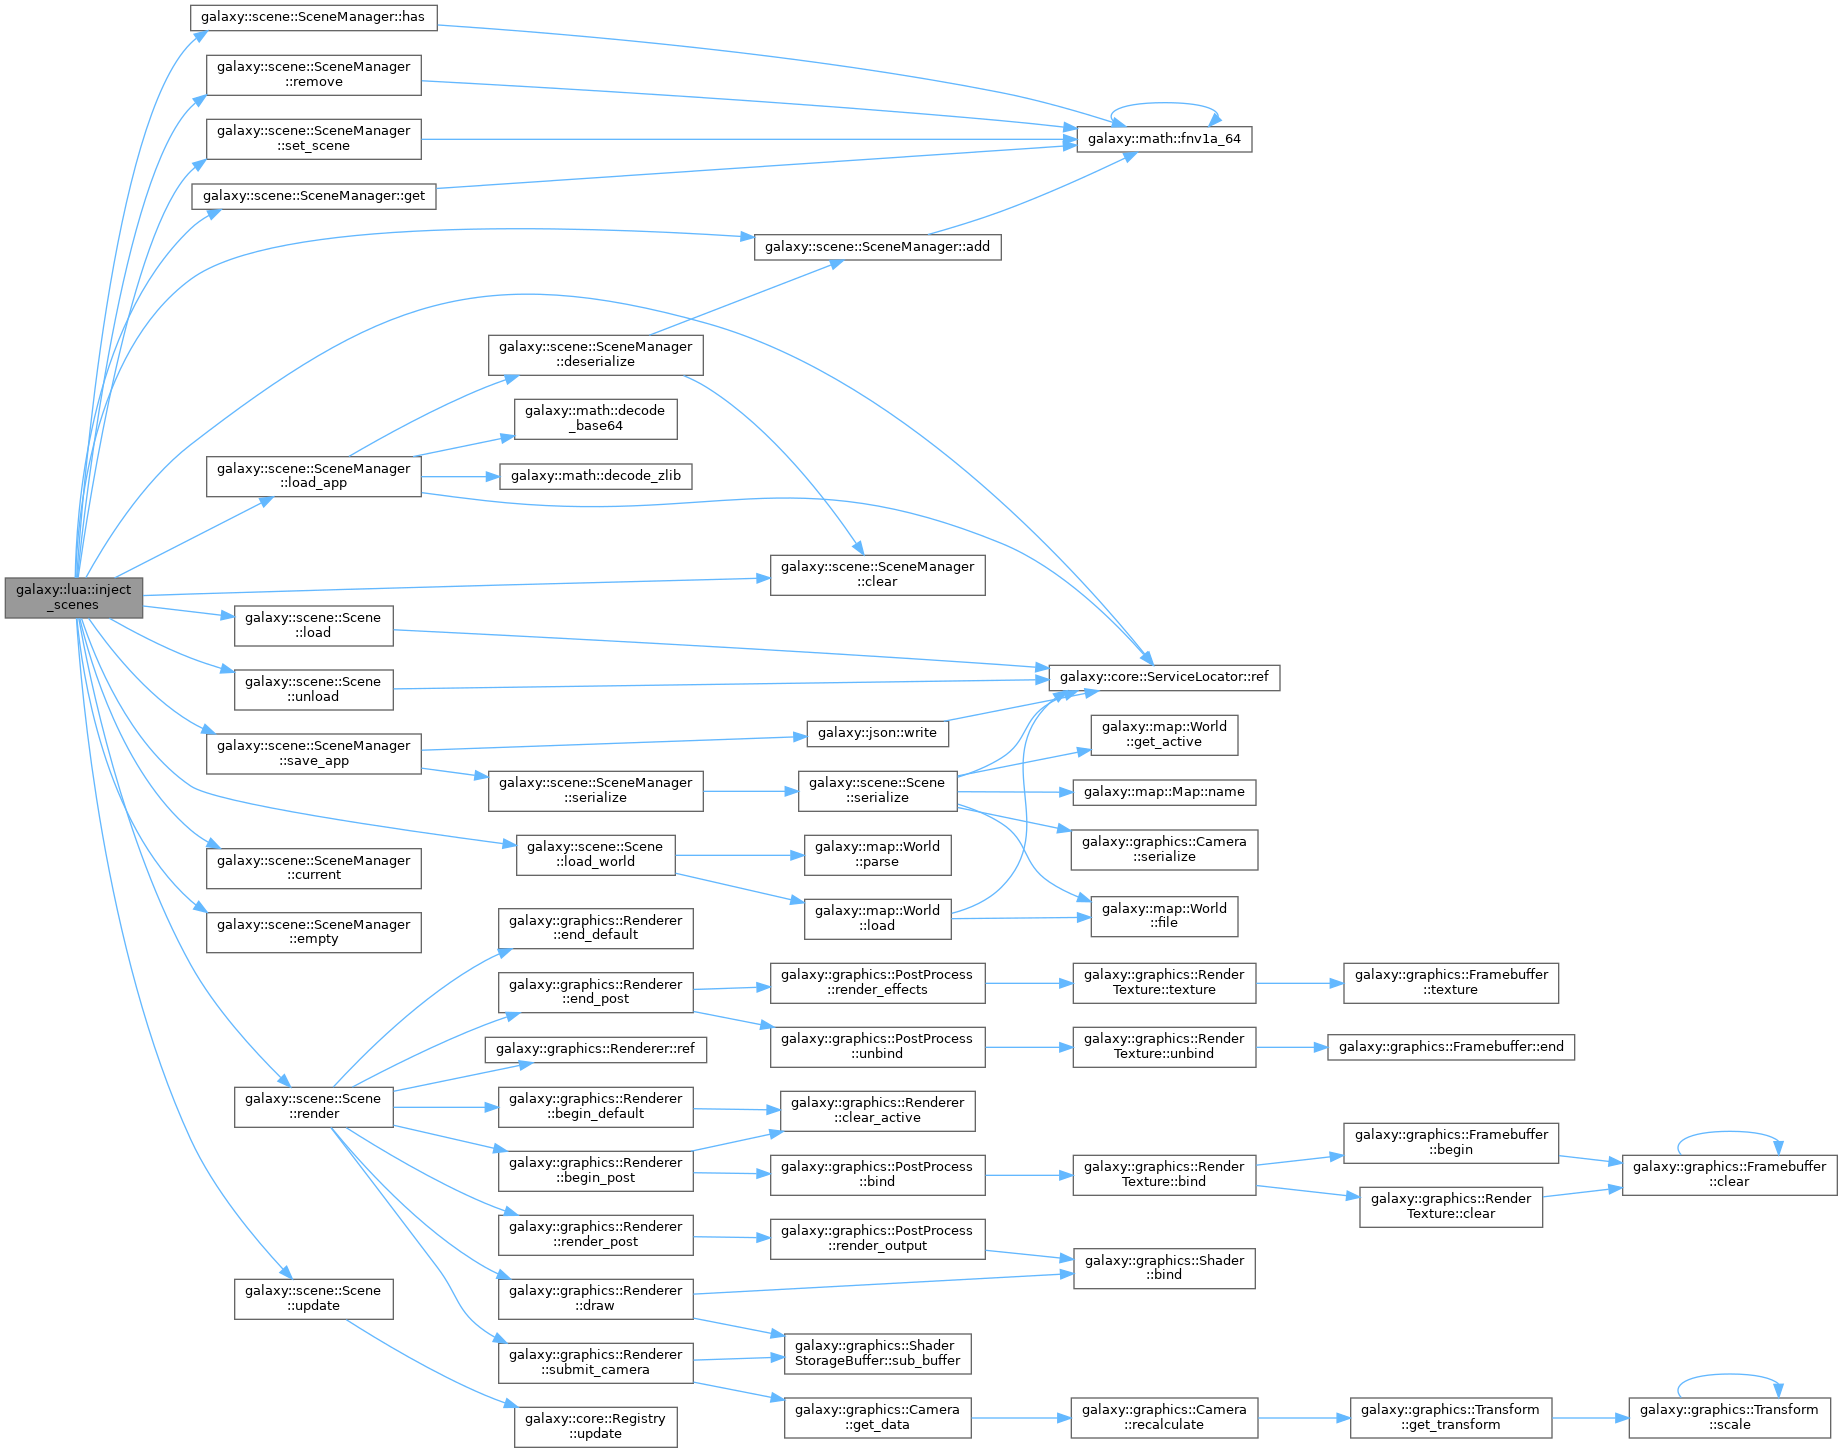 galaxy::scene::SceneManager::has
galaxy::scene::SceneManager
::remove
galaxy::scene::SceneManager
::set_scene
galaxy::math::fnv1a_64
galaxy::scene::SceneManager::get
galaxy::scene::SceneManager::add
galaxy::scene::SceneManager
::deserialize
galaxy::math::decode
_base64
galaxy::scene::SceneManager
::load_app
galaxy::math::decode_zlib
galaxy::scene::SceneManager
::clear
galaxy::lua::inject
_scenes
galaxy::scene::Scene
::load
galaxy::scene::Scene
::unload
galaxy::core::ServiceLocator::ref
galaxy::scene::SceneManager
::save_app
galaxy::json::write
galaxy::map::World
::get_active
galaxy::scene::SceneManager
::serialize
galaxy::scene::Scene
::serialize
galaxy::map::Map::name
galaxy::graphics::Camera
::serialize
galaxy::scene::SceneManager
::current
galaxy::scene::Scene
::load_world
galaxy::map::World
::parse
galaxy::map::World
::load
galaxy::map::World
::file
galaxy::scene::SceneManager
::empty
galaxy::graphics::Renderer
::end_default
galaxy::graphics::Renderer
::end_post
galaxy::graphics::PostProcess
::render_effects
galaxy::graphics::Render
Texture::texture
galaxy::graphics::Framebuffer
::texture
galaxy::graphics::Renderer::ref
galaxy::graphics::PostProcess
::unbind
galaxy::graphics::Render
Texture::unbind
galaxy::graphics::Framebuffer::end
galaxy::scene::Scene
::render
galaxy::graphics::Renderer
::begin_default
galaxy::graphics::Renderer
::clear_active
galaxy::graphics::Renderer
::begin_post
galaxy::graphics::PostProcess
::bind
galaxy::graphics::Render
Texture::bind
galaxy::graphics::Framebuffer
::begin
galaxy::graphics::Framebuffer
::clear
galaxy::graphics::Render
Texture::clear
galaxy::graphics::Renderer
::render_post
galaxy::graphics::PostProcess
::render_output
galaxy::graphics::Shader
::bind
galaxy::scene::Scene
::update
galaxy::graphics::Renderer
::draw
galaxy::graphics::Shader
StorageBuffer::sub_buffer
galaxy::graphics::Renderer
::submit_camera
galaxy::core::Registry
::update
galaxy::graphics::Camera
::get_data
galaxy::graphics::Camera
::recalculate
galaxy::graphics::Transform
::get_transform
galaxy::graphics::Transform
::scale